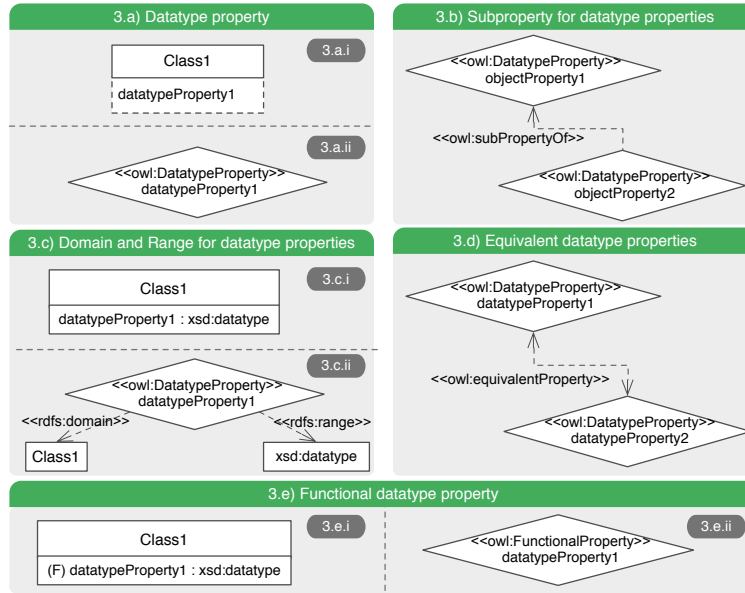 3.a) Datatype property
3.a.i
Class1
datatypeProperty1
3.a.ii
<<owl:DatatypeProperty>>
datatypeProperty1
3.b) Subproperty for datatype properties
<<owl:DatatypeProperty>>
objectProperty1
<<owl:subPropertyOf>>
<<owl:DatatypeProperty>>
objectProperty2
3.c) Domain and Range for datatype properties
3.c.i
Class1
datatypeProperty1 : xsd:datatype
3.c.ii
<<owl:DatatypeProperty>>
datatypeProperty1
<<rdfs:domain>>
<<rdfs:range>>
Class1
xsd:datatype
3.d) Equivalent datatype properties
<<owl:DatatypeProperty>>
datatypeProperty1
<<owl:equivalentProperty>>
<<owl:DatatypeProperty>>
datatypeProperty2
3.e) Functional datatype property
3.e.i
Class1
(F) datatypeProperty1 : xsd:datatype
3.e.ii
<<owl:FunctionalProperty>>
datatypeProperty1